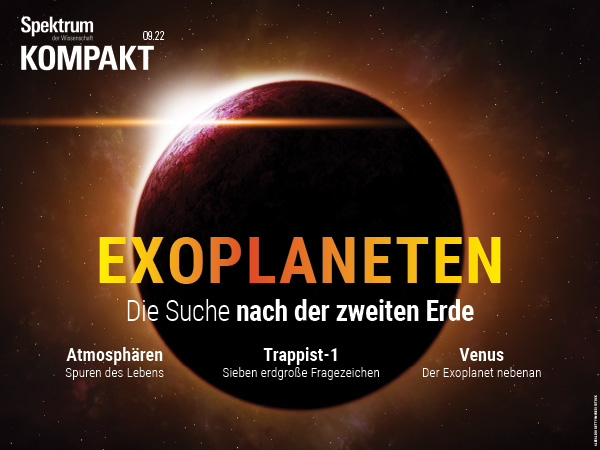 Spektrum
der Wissenschaft
KOMPAKT
09.22
EXOPLANETEN
Die Suche nach der zweiten Erde
Atmosphären
Spuren des Lebens
Trappist-1
Sieben erdgroße Fragezeichen
Venus
Der Exoplanet nebenan